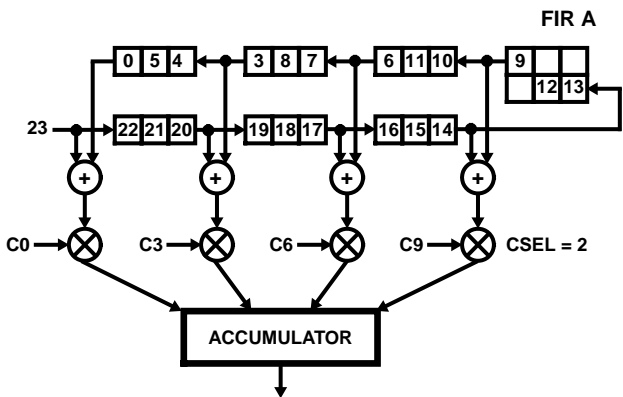 FIR A
0 5 4 3 8 7 6 11 10 9
12 13
23 22 21 20 19 18 17 16 15 14
+ + + +
C0 C3 C6 C9 CSEL = 2
ACCUMULATOR